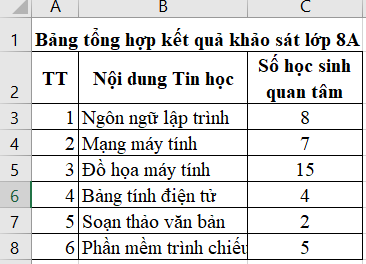 A B C
1 Bảng tổng hợp kết quả khảo sát lớp 8A
2 TT Nội dung Tin học Số học sinh quan tâm
3 1 Ngôn ngữ lập trình 8
4 2 Mạng máy tính 7
5 3 Đồ họa máy tính 15
6 4 Bảng tính điện tử 4
7 5 Soạn thảo văn bản 2
8 6 Phần mềm trình chiếu 5